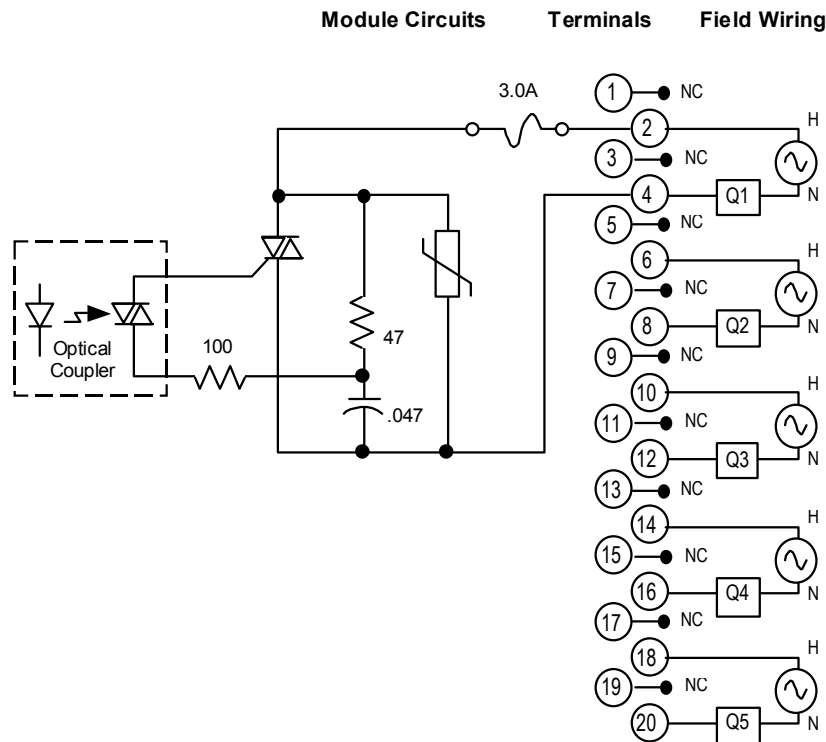 Module Circuits Terminals Field Wiring
3.0A
1 NC
2 H
3 NC
4 Q1 N
5 NC
6 H
7 NC
8 Q2 N
9 NC
10 H
11 NC
12 Q3 N
13 NC
14 H
15 NC
16 Q4 N
17 NC
18 H
19 NC
20 Q5 N
Optical
Coupler
100
47
.047